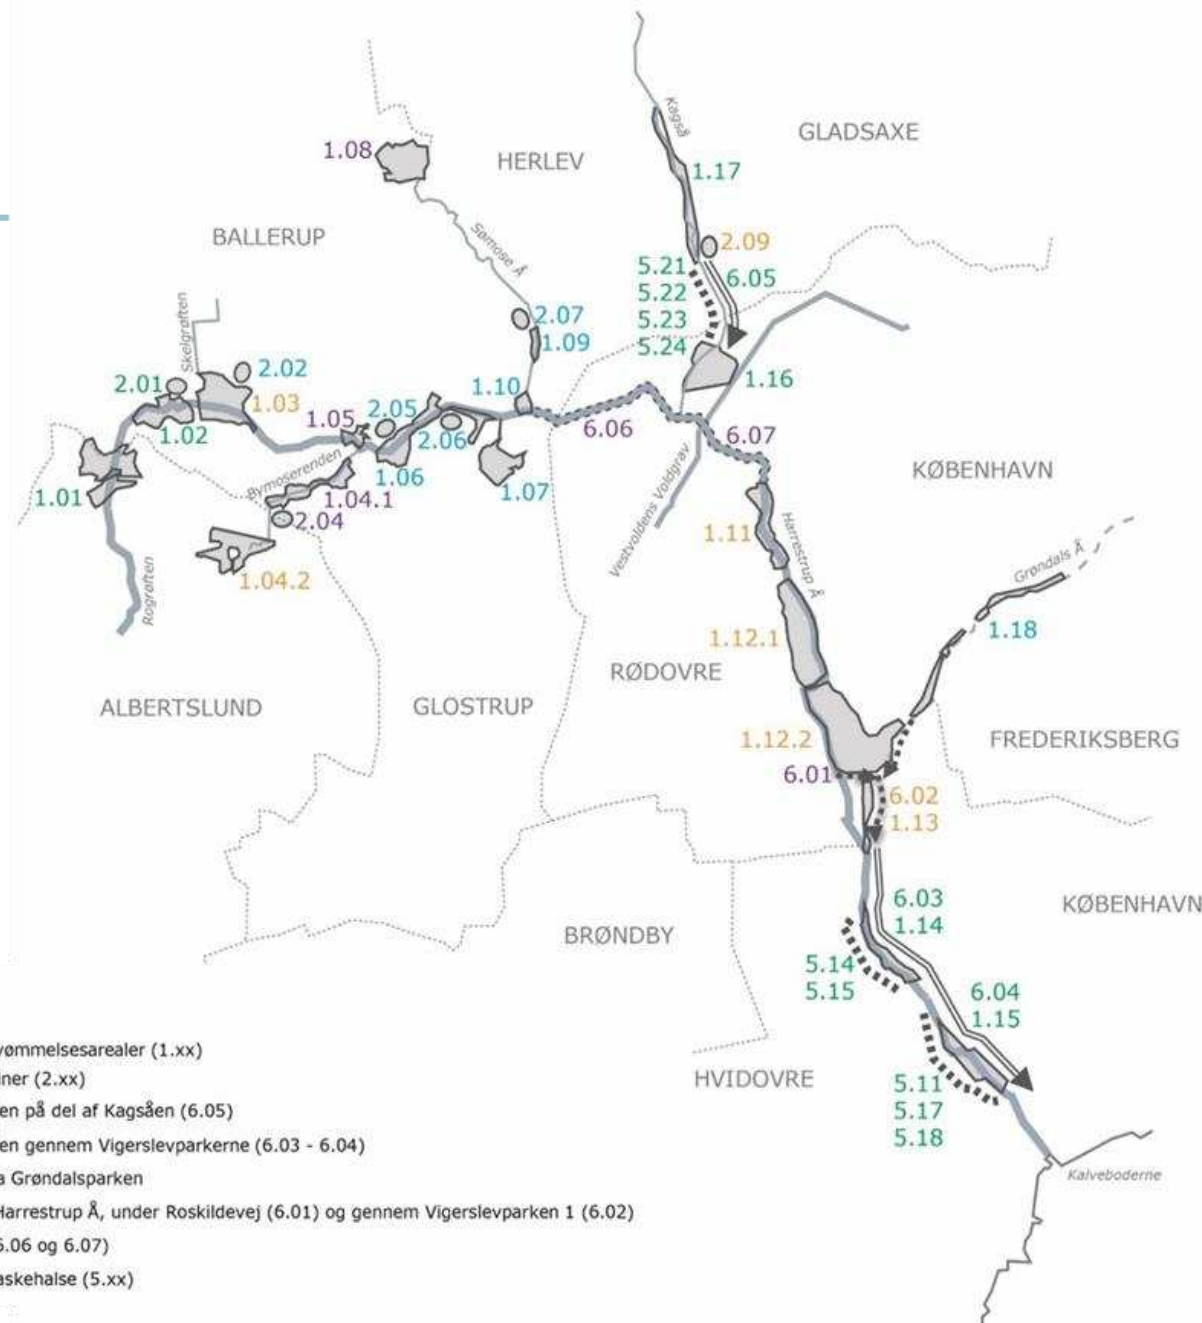 Kagså
GLADSAXE
1.08
HERLEV
1.17
BALLERUP
Sømose Å
2.09
5.21
6.05
5.22
5.23
5.24
Skelgrøften
2.07
1.09
2.01
2.02
1.10
1.16
1.03
1.02
1.05
2.05
2.06
6.06
6.07
KØBENHAVN
Bymoserenden
1.06
1.07
1.01
1.04.1
2.04
Vestvoldens Voldgrav
1.11
Harrestrup Å
Grøndals Å
1.04.2
Rogrøften
1.18
1.12.1
RØDOVRE
ALBERTSLUND
GLOSTRUP
1.12.2
FREDERIKSBERG
6.01
6.02
1.13
6.03
1.14
KØBENHAVN
BRØNDBY
5.14
5.15
6.04
1.15
HVIDOVRE
5.11
5.17
5.18
Kalveboderne
vømmelsesarealer (1.xx)
iner (2.xx)
en på del af Kagsåen (6.05)
en gennem Vigerslevparkerne (6.03 - 6.04)
a Grøndalsparken
Harrestrup Å, under Roskildevej (6.01) og gennem Vigerslevparken 1 (6.02)
6.06 og 6.07)
askehalse (5.xx)